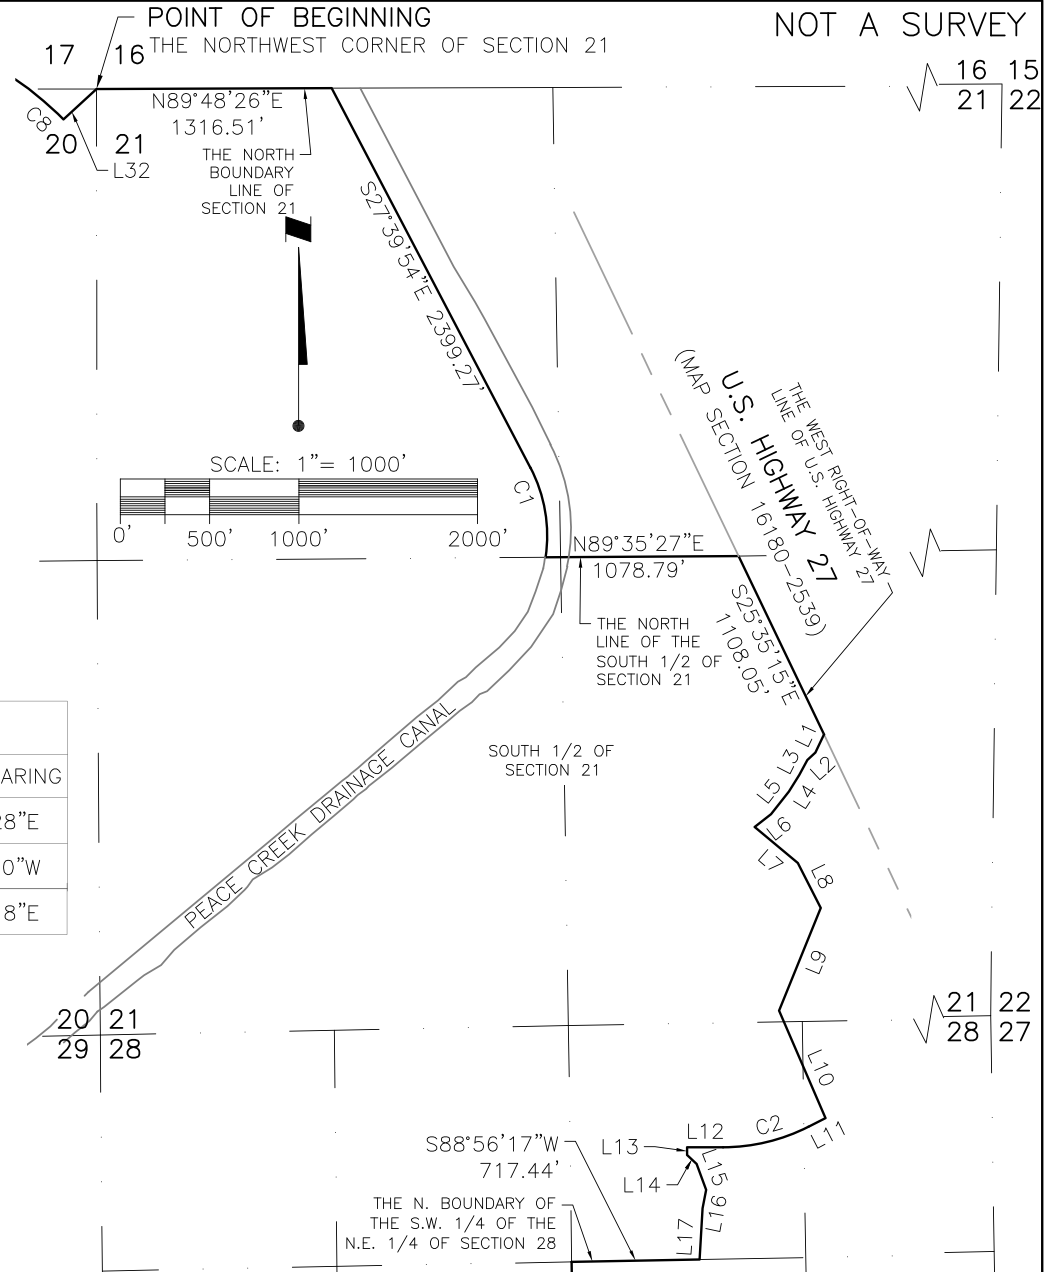 POINT OF BEGINNING
THE NORTHWEST CORNER OF SECTION 21
NOT A SURVEY
17 16
20 21
16 15
21 22
C8
L32
N89°48'26"E
1316.51'
THE NORTH
BOUNDARY
LINE OF
SECTION 21
S27°39'54"E 2399.27'
SCALE: 1"= 1000'
0' 500' 1000' 2000'
C1
N89°35'27"E
1078.79'
THE NORTH
LINE OF THE
SOUTH 1/2 OF
SECTION 21
U.S. HIGHWAY 27
(MAP SECTION 16180-2539)
THE WEST RIGHT-OF-WAY
LINE OF U.S. HIGHWAY 27
S25°35'15"E
1108.05'
ARING
28"E
0"W
8"E
SOUTH 1/2 OF
SECTION 21
PEACE CREEK DRAINAGE CANAL
L1
L2
L3
L4
L5
L6
L7
L8
L9
20 21
29 28
21 22
28 27
L10
L11
C2
L12
L13
L14
L15
L16
L17
S88°56'17"W
717.44'
THE N. BOUNDARY OF
THE S.W. 1/4 OF THE
N.E. 1/4 OF SECTION 28